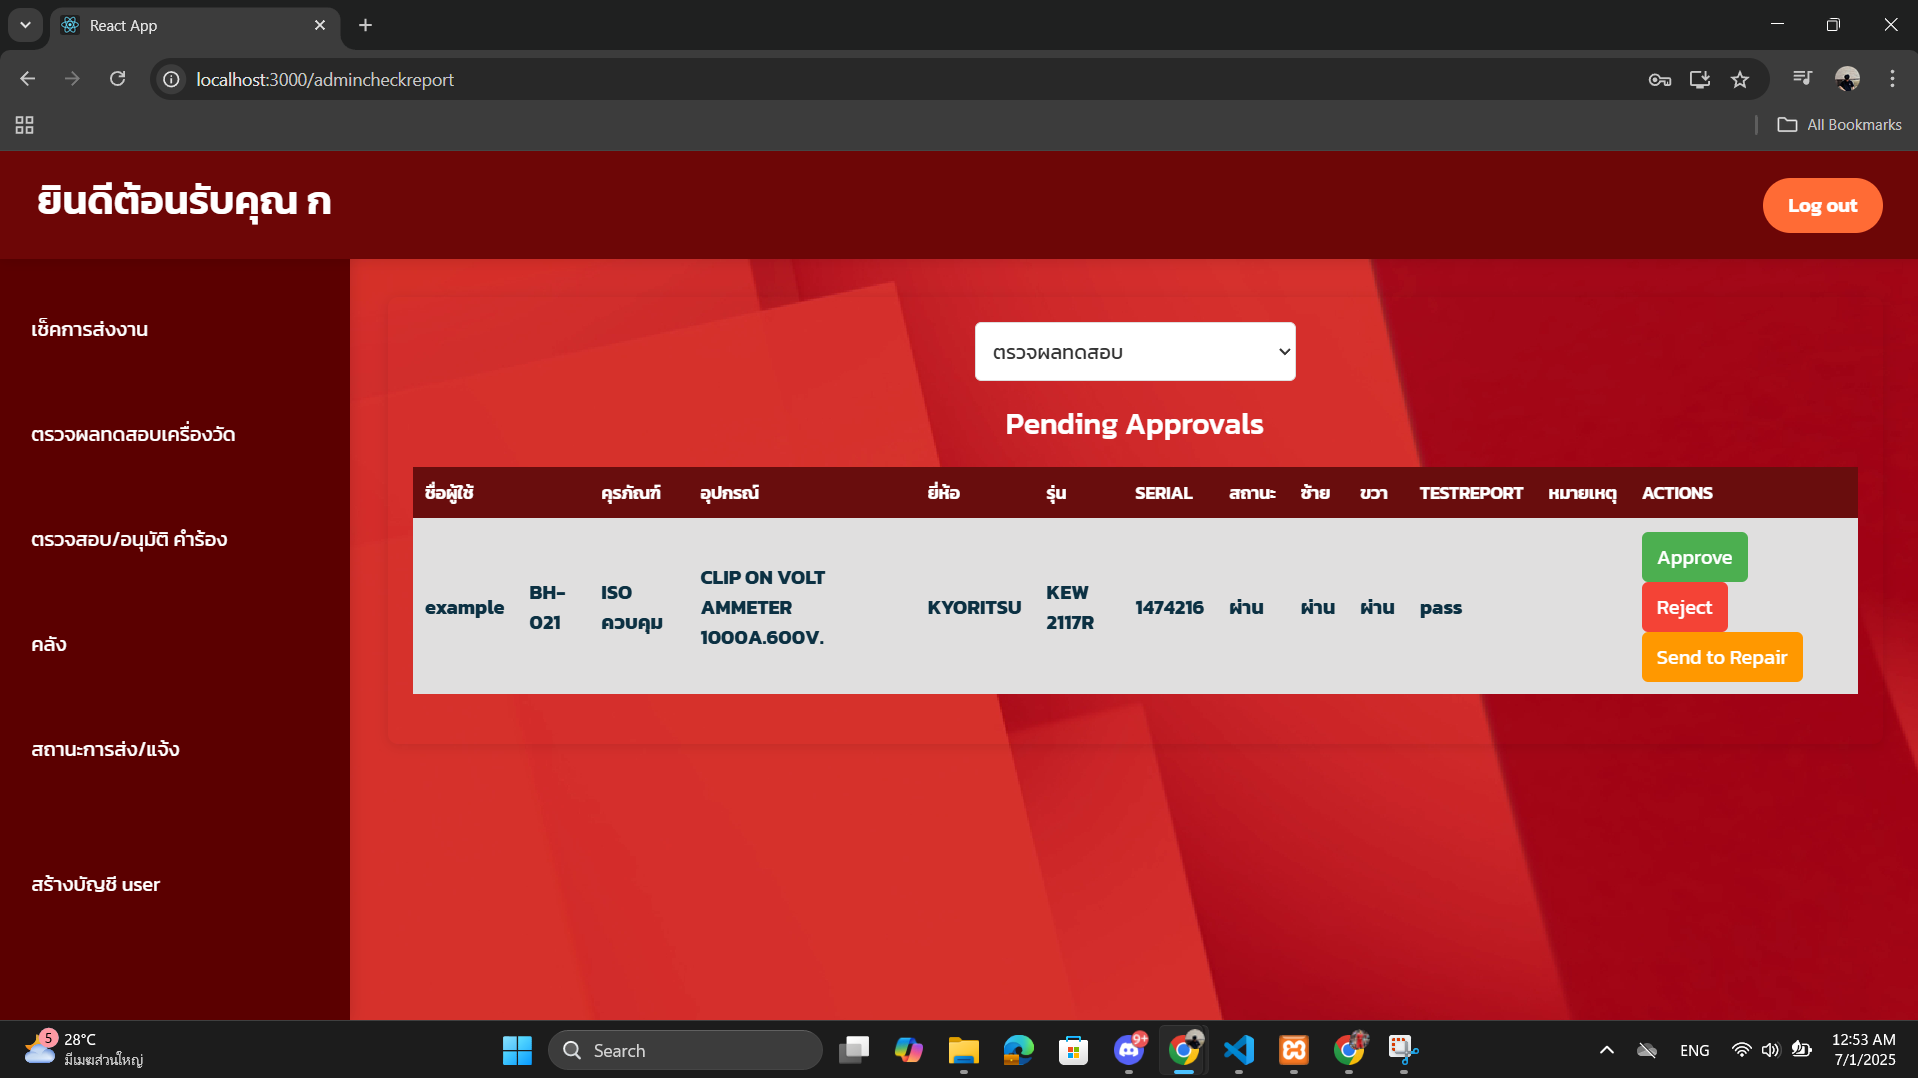 React App
localhost:3000/admincheckreport
All Bookmarks
ยินดีต้อนรับคุณ ก
Log out
เช็คการส่งงาน
ตรวจผลทดสอบเครื่องวัด
ตรวจสอบ/อนุมัติ คำร้อง
คลัง
สถานะการส่ง/แจ้ง
สร้างบัญชี user
ตรวจผลทดสอบ
Pending Approvals
ชื่อผู้ใช้ คุรภัณฑ์ อุปกรณ์ ยี่ห้อ รุ่น SERIAL สถานะ ซ้าย ขวา TESTREPORT หมายเหตุ ACTIONS
example BH-021 ISO ควบคุม CLIP ON VOLT AMMETER 1000A.600V. KYORITSU KEW 2117R 1474216 ผ่าน ผ่าน ผ่าน pass
Approve
Reject
Send to Repair
5
28°C
มีเมฆส่วนใหญ่
Search
9+
ENG
12:53 AM
7/1/2025